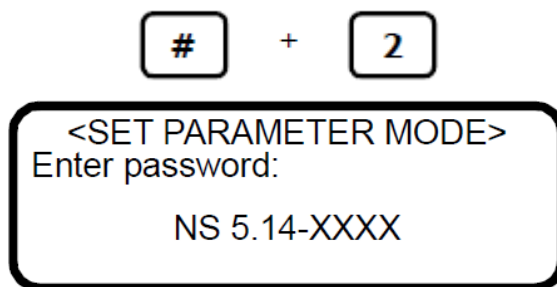 # + 2
<SET PARAMETER MODE>
Enter password:
NS 5.14-XXXX